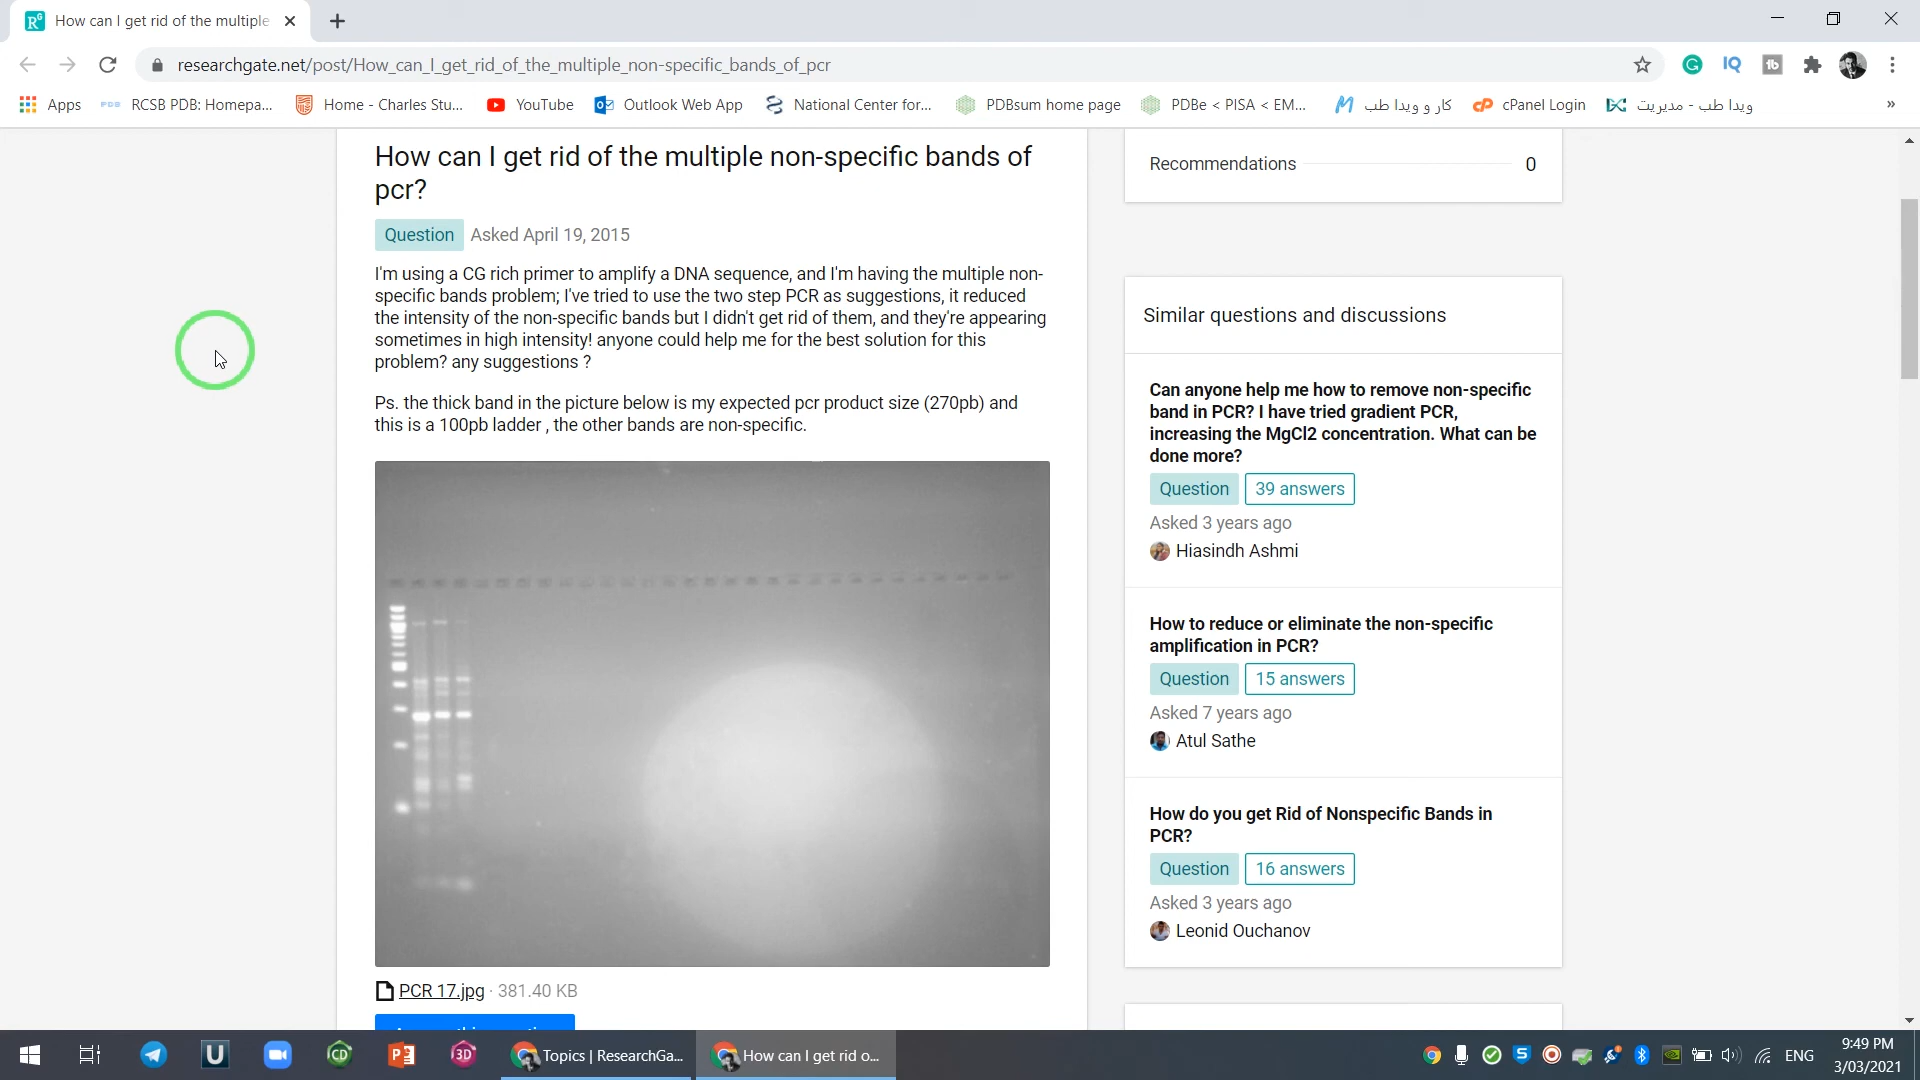 How can I get rid of the multiple
researchgate.net/post/How_can_I_get_rid_of_the_multiple_non-specific_bands_of_pcr
Apps RCSB PDB: Homepa... Home - Charles Stu... YouTube Outlook Web App National Center for... PDBsum home page PDBe < PISA < EM... کار و ویدا طب cPanel Login ویدا طب - مدیریت »
How can I get rid of the multiple non-specific bands of
pcr?
Question Asked April 19, 2015
I'm using a CG rich primer to amplify a DNA sequence, and I'm having the multiple non-
specific bands problem; I've tried to use the two step PCR as suggestions, it reduced
the intensity of the non-specific bands but I didn't get rid of them, and they're appearing
sometimes in high intensity! anyone could help me for the best solution for this
problem? any suggestions ?
Ps. the thick band in the picture below is my expected pcr product size (270pb) and
this is a 100pb ladder , the other bands are non-specific.
PCR 17.jpg · 381.40 KB
Recommendations 0
Similar questions and discussions
Can anyone help me how to remove non-specific
band in PCR? I have tried gradient PCR,
increasing the MgCl2 concentration. What can be
done more?
Question 39 answers
Asked 3 years ago
Hiasindh Ashmi
How to reduce or eliminate the non-specific
amplification in PCR?
Question 15 answers
Asked 7 years ago
Atul Sathe
How do you get Rid of Nonspecific Bands in
PCR?
Question 16 answers
Asked 3 years ago
Leonid Ouchanov
Topics | ResearchGa... How can I get rid o... ENG 9:49 PM
3/03/2021